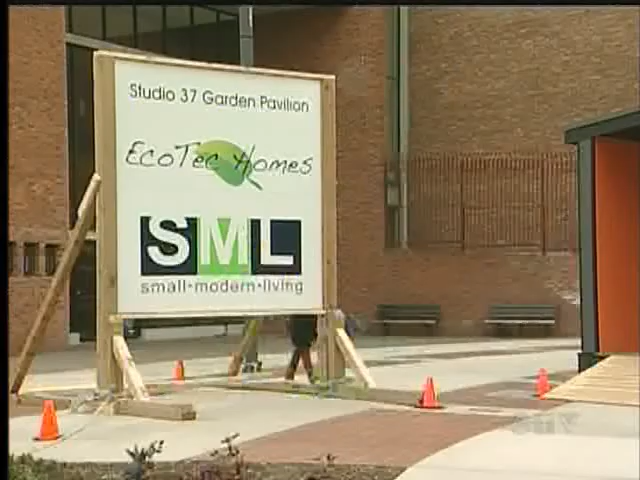 Studio 37 Garden Pavilion
EcoTec Homes
SML
small·modern·living